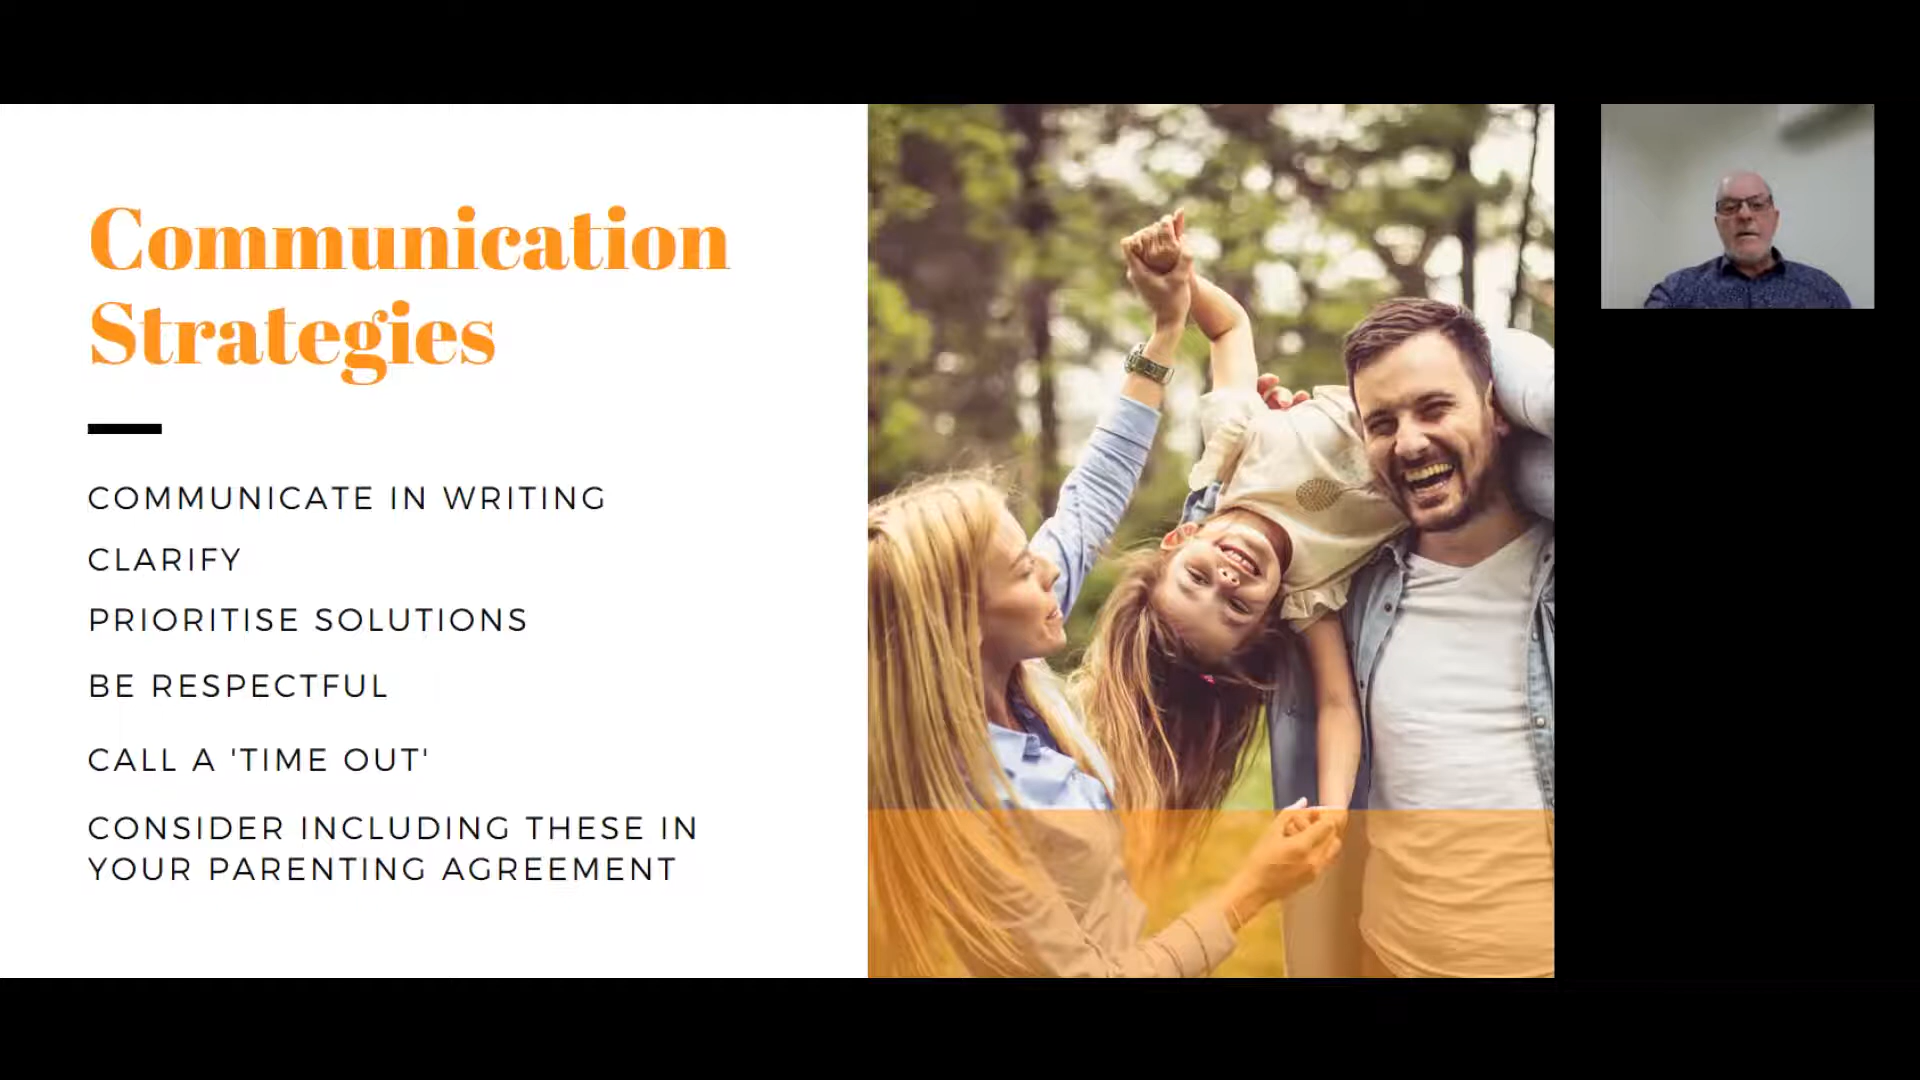 Communication
Strategies
COMMUNICATE IN WRITING
CLARIFY
PRIORITISE SOLUTIONS
BE RESPECTFUL
CALL A 'TIME OUT'
CONSIDER INCLUDING THESE IN
YOUR PARENTING AGREEMENT